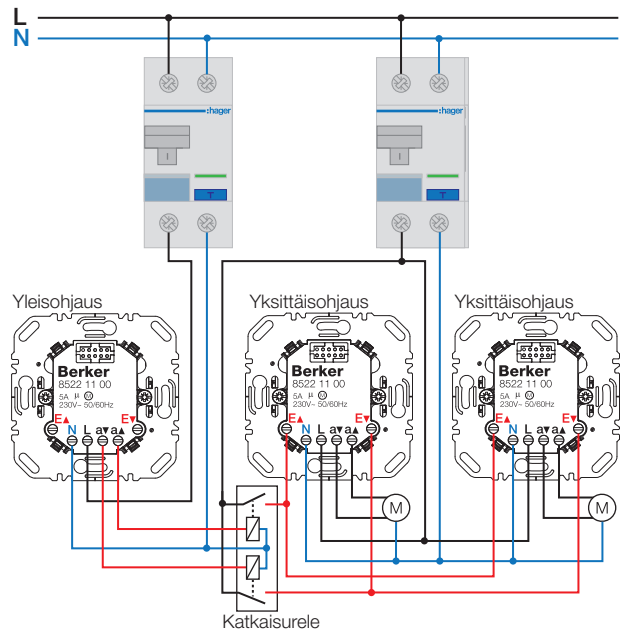 L
N
:hager
:hager
I
I
T
T
Yleisohjaus
Yksittäisohjaus
Yksittäisohjaus
Berker
8522 11 00
5A µ M
230V~ 50/60Hz
E▲ N L a▼ a▲ E▼
Berker
8522 11 00
5A µ M
230V~ 50/60Hz
E▲ N L a▼a▲ E▼
Berker
8522 11 00
5A µ M
230V~ 50/60Hz
E▲ N L a▼a▲ E▼
M
M
Katkaisurele